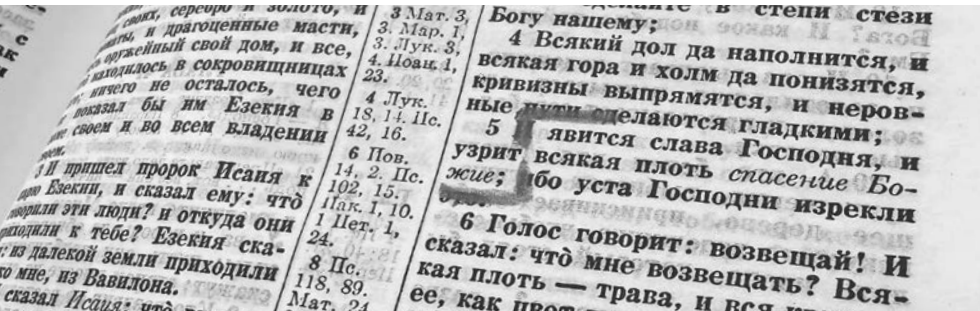 с
своих, серебро и золото, и
и драгоценные масти,
оружейный свой дом, и все,
находилось в сокровищницах
ничего не осталось, чего
показал бы им Езекия в
своем и во всем владении
3 И пришел пророк Исаия к
Езекии, и сказал ему: что̀
говорили эти люди? и откуда они
приходили к тебе? Езекия ска-
из далекой земли приходили
ко мне, из Вавилона.
сказал Исаия: что̀
3 Мат. 3,
3. Мар. 1,
3. Лук. 3,
4. Иоан. 1,
23.
4 Лук.
18, 14. Ис.
42, 16.
6 Пов.
14, 2. Пс.
102, 15.
Иак. 1, 10.
1 Пет. 1,
24.
8 Пс.
118, 89.
Мат. 24
в степи стези
Богу нашему;
4 Всякий дол да наполнится, и
всякая гора и холм да понизятся,
кривизны выпрямятся, и неров-
ные пути сделаются гладкими;
5 явится слава Господня, и
узрит всякая плоть спасение Бо-
жие; ибо уста Господни изрекли
6 Голос говорит: возвещай! И
сказал: что̀ мне возвещать? Вся-
кая плоть — трава, и вся
ее, как цвет